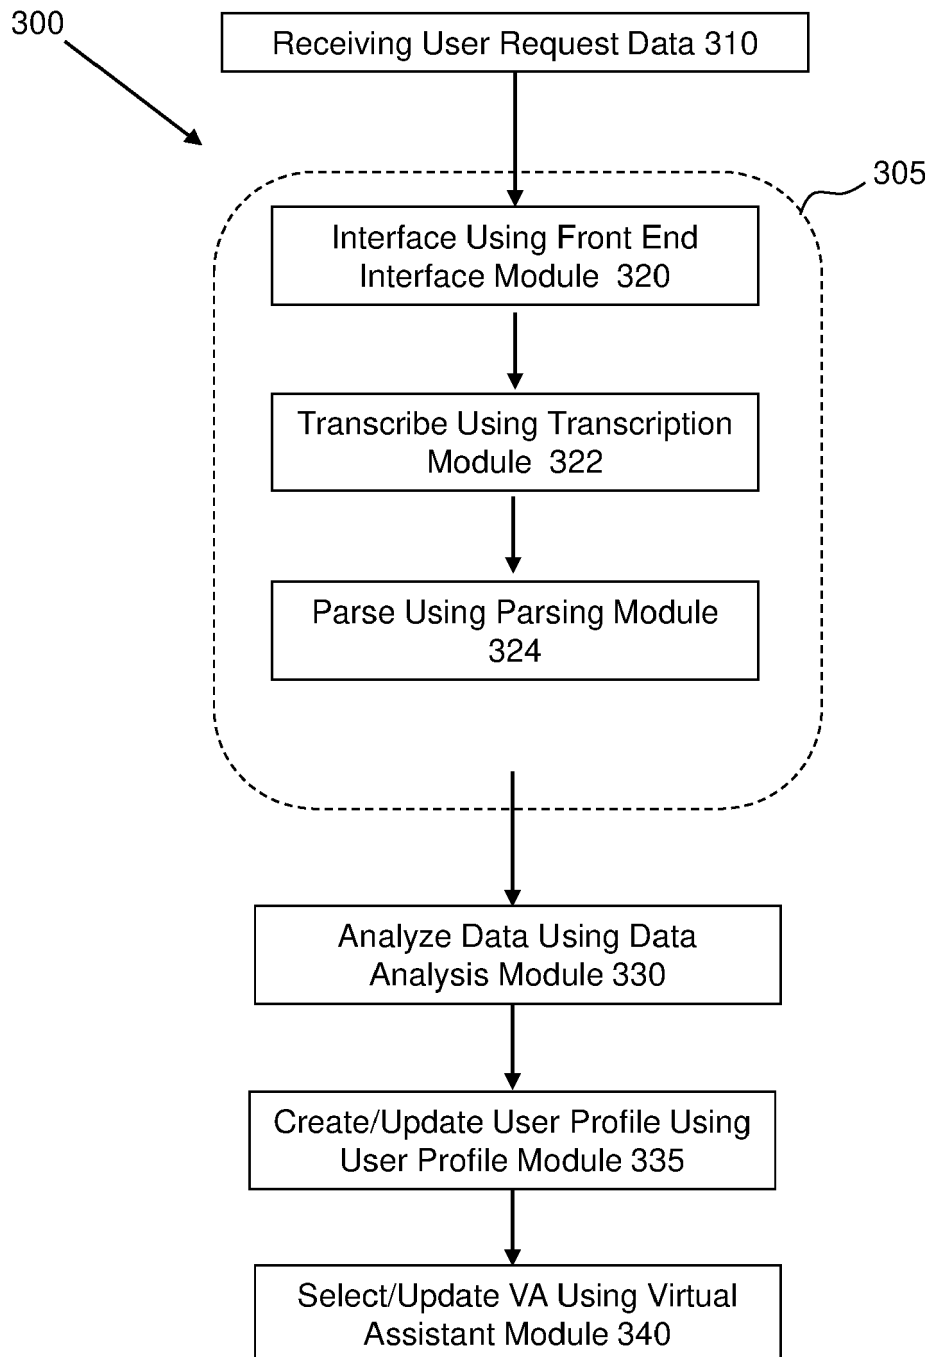 300
Receiving User Request Data 310
305
Interface Using Front End
Interface Module 320
Transcribe Using Transcription
Module 322
Parse Using Parsing Module
324
Analyze Data Using Data
Analysis Module 330
Create/Update User Profile Using
User Profile Module 335
Select/Update VA Using Virtual
Assistant Module 340